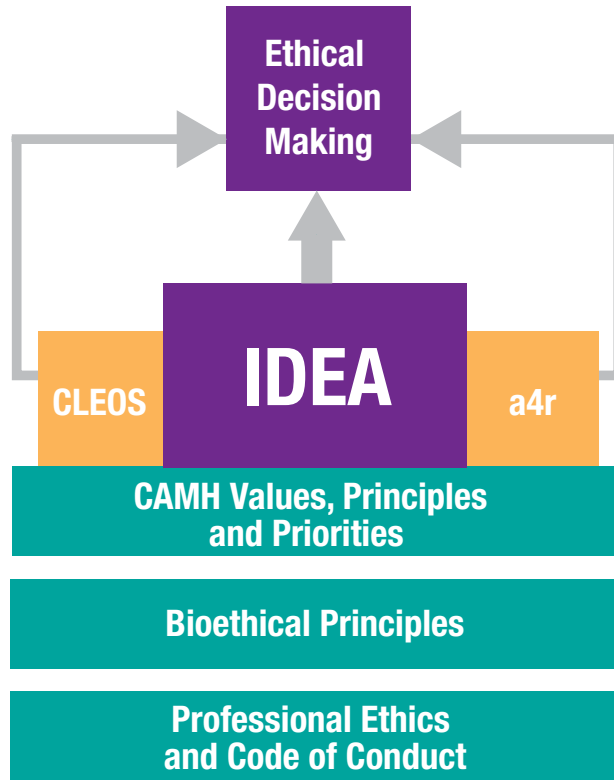 Ethical
Decision
Making
CLEOS
IDEA
a4r
CAMH Values, Principles
and Priorities
Bioethical Principles
Professional Ethics
and Code of Conduct